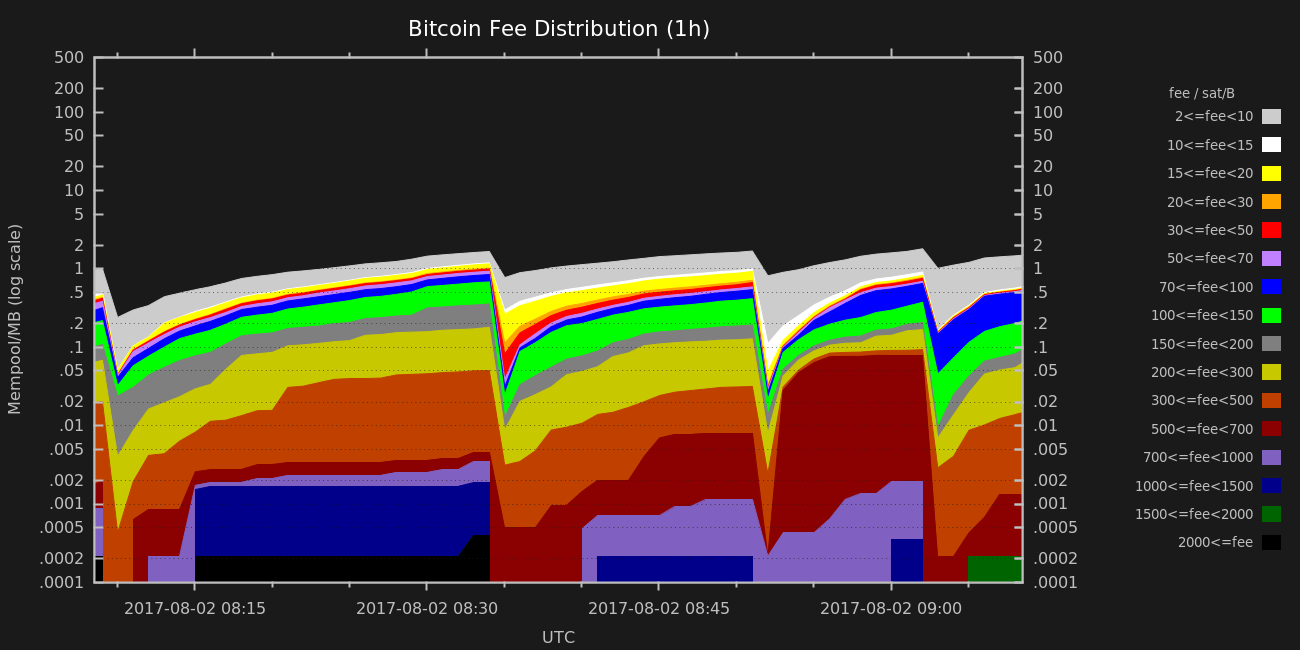 Bitcoin Fee Distribution (1h)
500
200
100
50
20
10
5
2
1
.5
.2
.1
.05
.02
.01
.005
.002
.001
.0005
.0002
.0001
Mempool/MB (log scale)
500
200
100
50
20
10
5
2
1
.5
.2
.1
.05
.02
.01
.005
.002
.001
.0005
.0002
.0001
2017-08-02 08:15 2017-08-02 08:30 2017-08-02 08:45 2017-08-02 09:00
UTC
fee / sat/B
2<=fee<10
10<=fee<15
15<=fee<20
20<=fee<30
30<=fee<50
50<=fee<70
70<=fee<100
100<=fee<150
150<=fee<200
200<=fee<300
300<=fee<500
500<=fee<700
700<=fee<1000
1000<=fee<1500
1500<=fee<2000
2000<=fee